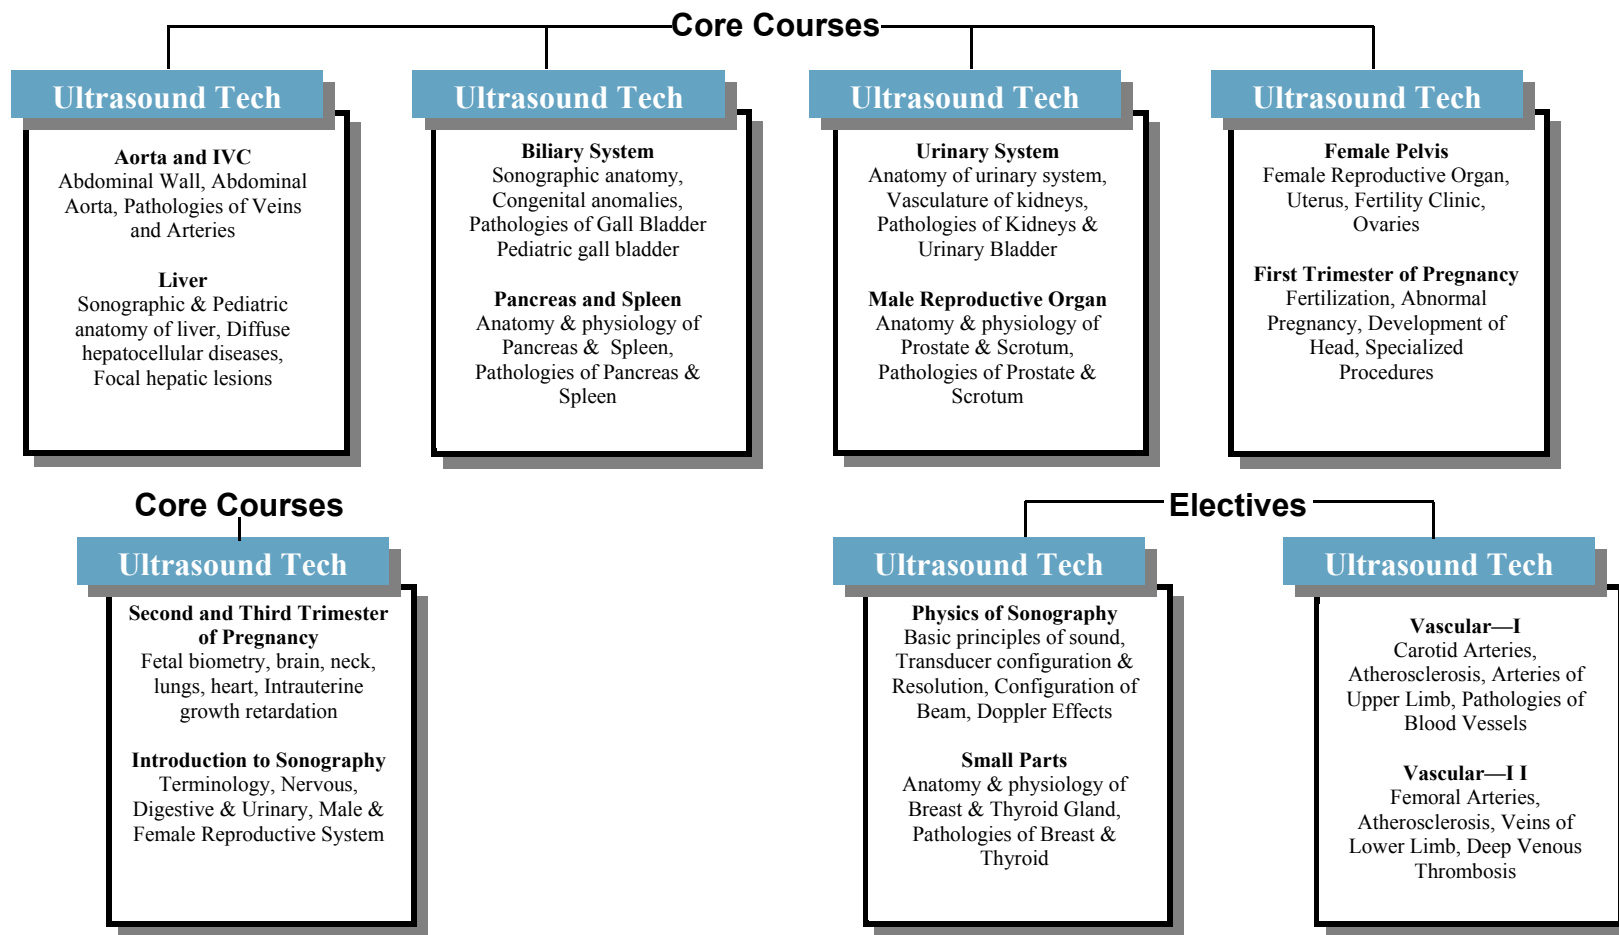 Core Courses
Ultrasound Tech
Aorta and IVC
Abdominal Wall, Abdominal
Aorta, Pathologies of Veins
and Arteries
Liver
Sonographic & Pediatric
anatomy of liver, Diffuse
hepatocellular diseases,
Focal hepatic lesions
Ultrasound Tech
Biliary System
Sonographic anatomy,
Congenital anomalies,
Pathologies of Gall Bladder
Pediatric gall bladder
Pancreas and Spleen
Anatomy & physiology of
Pancreas & Spleen,
Pathologies of Pancreas &
Spleen
Ultrasound Tech
Urinary System
Anatomy of urinary system,
Vasculature of kidneys,
Pathologies of Kidneys &
Urinary Bladder
Male Reproductive Organ
Anatomy & physiology of
Prostate & Scrotum,
Pathologies of Prostate &
Scrotum
Ultrasound Tech
Female Pelvis
Female Reproductive Organ,
Uterus, Fertility Clinic,
Ovaries
First Trimester of Pregnancy
Fertilization, Abnormal
Pregnancy, Development of
Head, Specialized
Procedures
Core Courses
Ultrasound Tech
Second and Third Trimester
of Pregnancy
Fetal biometry, brain, neck,
lungs, heart, Intrauterine
growth retardation
Introduction to Sonography
Terminology, Nervous,
Digestive & Urinary, Male &
Female Reproductive System
Electives
Ultrasound Tech
Physics of Sonography
Basic principles of sound,
Transducer configuration &
Resolution, Configuration of
Beam, Doppler Effects
Small Parts
Anatomy & physiology of
Breast & Thyroid Gland,
Pathologies of Breast &
Thyroid
Ultrasound Tech
Vascular—I
Carotid Arteries,
Atherosclerosis, Arteries of
Upper Limb, Pathologies of
Blood Vessels
Vascular—I I
Femoral Arteries,
Atherosclerosis, Veins of
Lower Limb, Deep Venous
Thrombosis